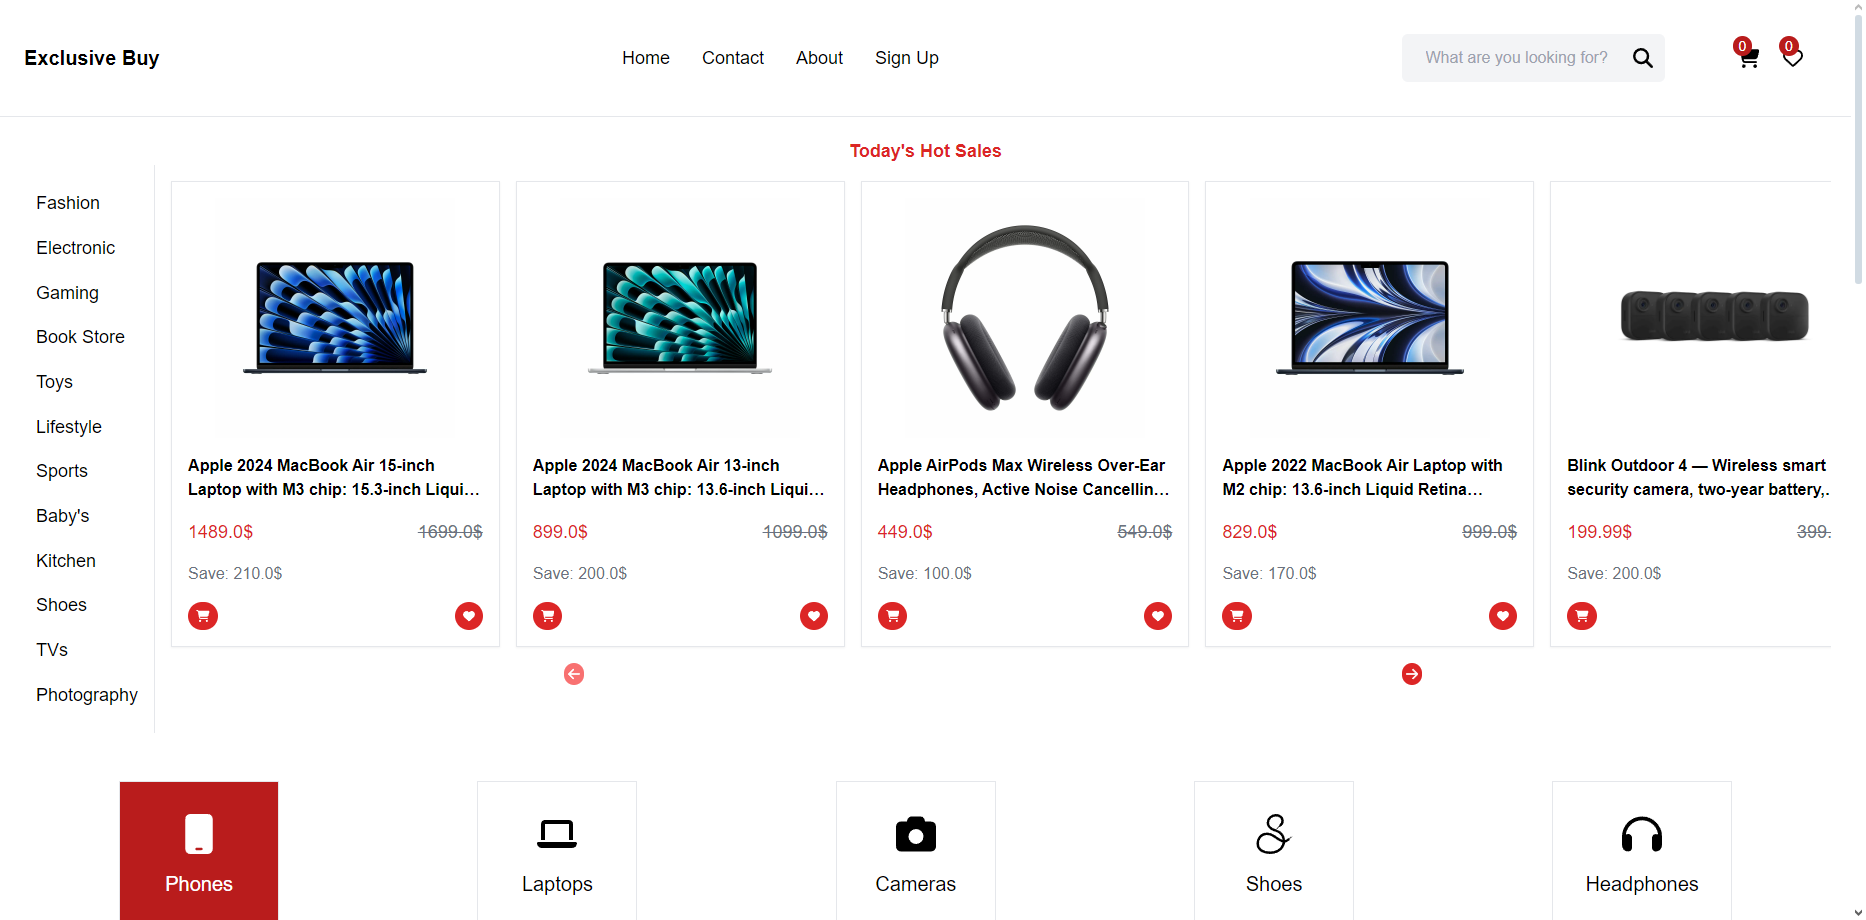 Exclusive Buy
Home
Contact
About
Sign Up
What are you looking for?
0
0
Today's Hot Sales
Fashion
Electronic
Gaming
Book Store
Toys
Lifestyle
Sports
Baby's
Kitchen
Shoes
TVs
Photography
Apple 2024 MacBook Air 15-inch
Laptop with M3 chip: 15.3-inch Liqui...
1489.0$ 1699.0$
Save: 210.0$
Apple 2024 MacBook Air 13-inch
Laptop with M3 chip: 13.6-inch Liqui...
899.0$ 1099.0$
Save: 200.0$
Apple AirPods Max Wireless Over-Ear
Headphones, Active Noise Cancellin...
449.0$ 549.0$
Save: 100.0$
Apple 2022 MacBook Air Laptop with
M2 chip: 13.6-inch Liquid Retina...
829.0$ 999.0$
Save: 170.0$
Blink Outdoor 4 — Wireless smart
security camera, two-year battery,.
199.99$ 399.
Save: 200.0$
Phones
Laptops
Cameras
Shoes
Headphones